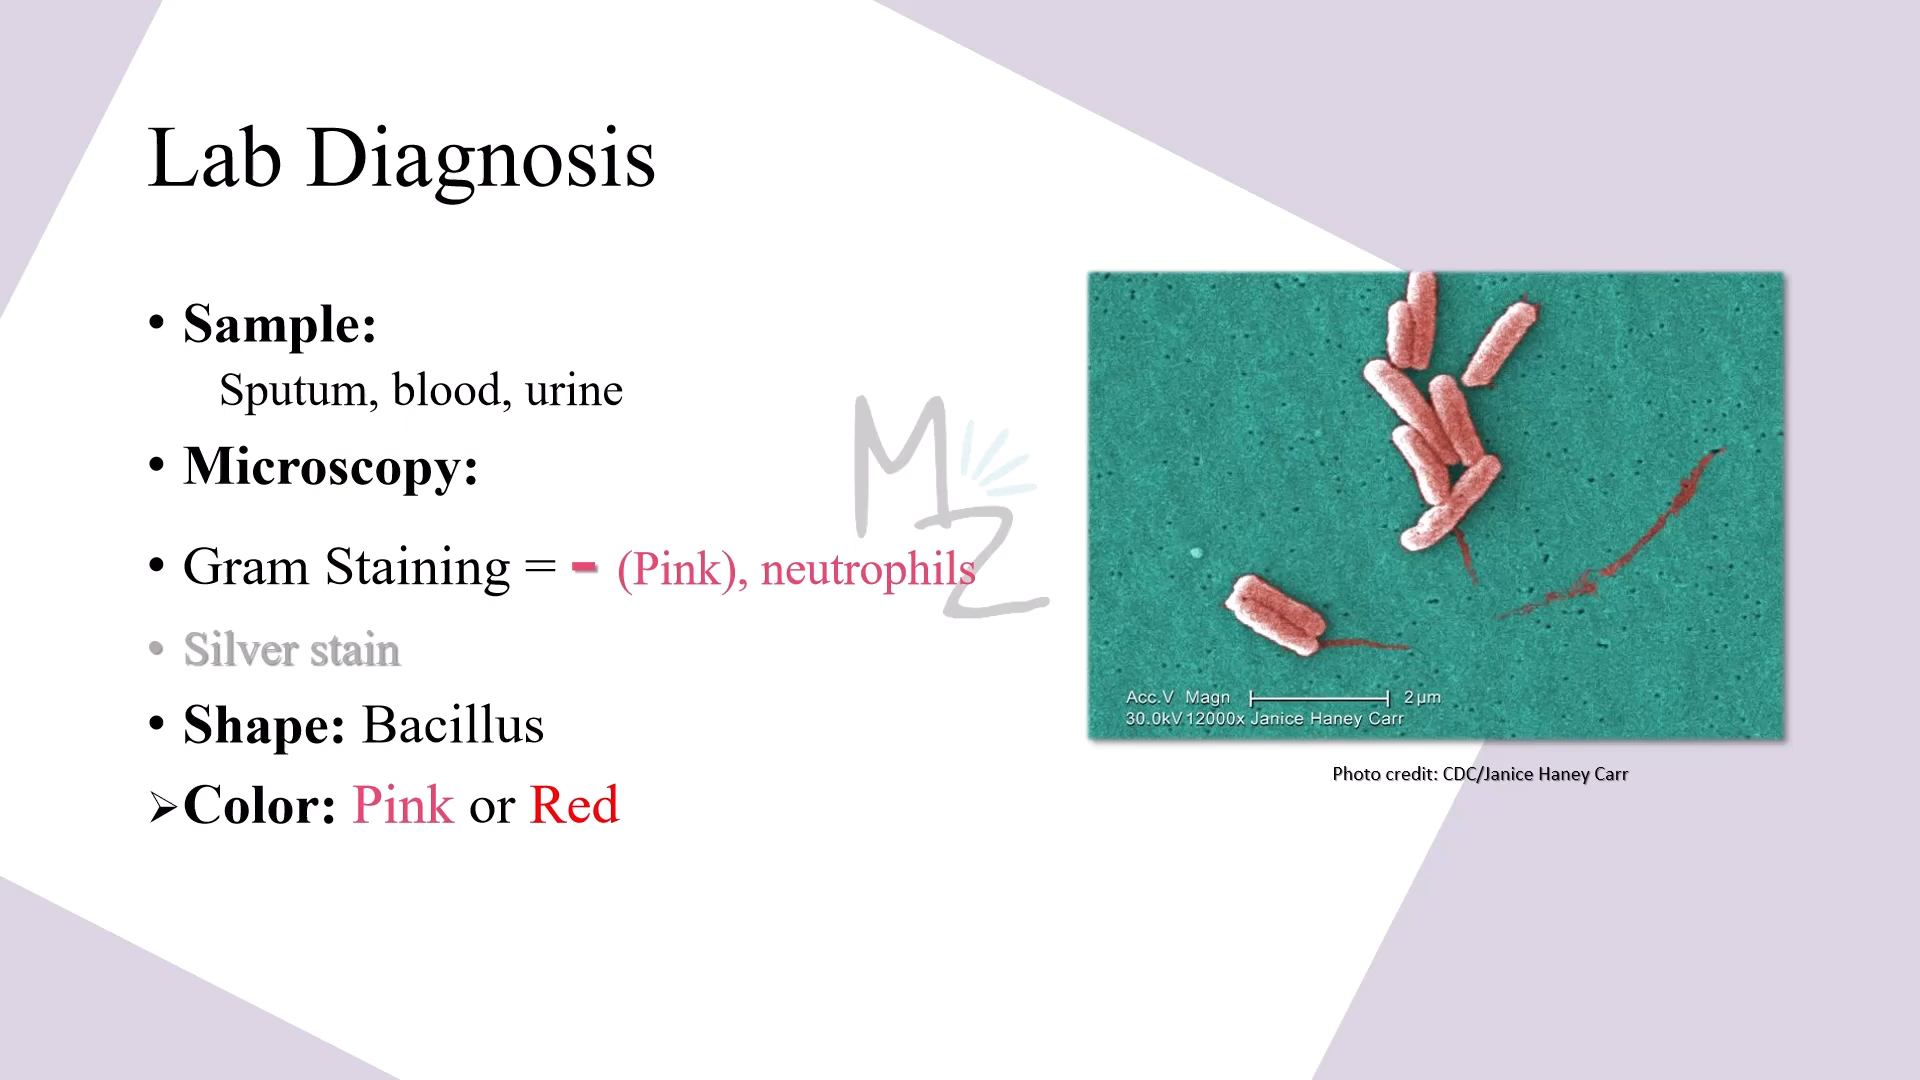 Lab Diagnosis
• Sample:
Sputum, blood, urine
• Microscopy:
• Gram Staining = - (Pink), neutrophils
• Silver stain
• Shape: Bacillus
➢Color: Pink or Red
MZ
Acc.V Magn 2 µm
30.0kV 12000x Janice Haney Carr
Photo credit: CDC/Janice Haney Carr